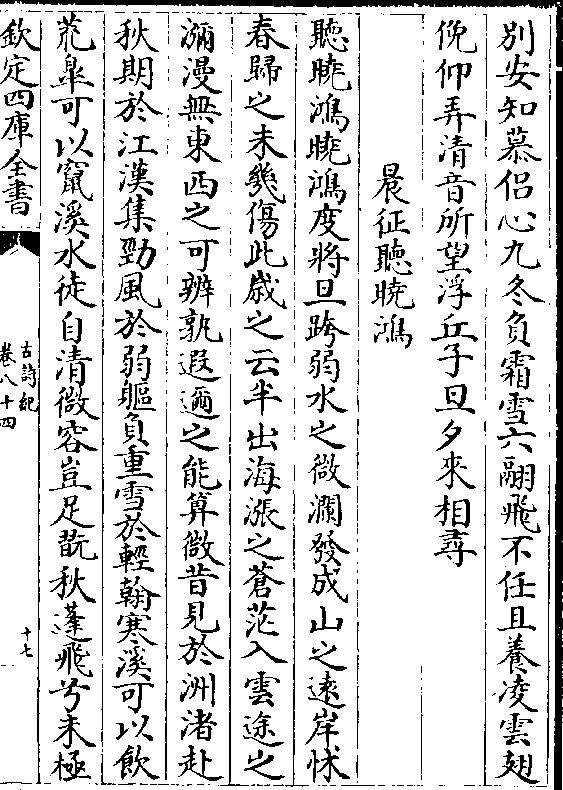 別安知慕侣心九冬負霜雪六翮飛不任且養凌雲翅
俛仰弄清音所望浮丘子旦夕來相尋
晨征聽曉鴻
聽曉鴻曉鴻度將旦跨弱水之微瀾發成山之遠岸怵
春歸之未幾傷此歲之云半出海漲之蒼茫入雲途之
瀰漫無東西之可辨孰遐邇之能算微昔見於洲渚赴
秋期於江漢集勁風於弱軀負重雪於輕翰寒溪可以飲
荒臯可以竄溪水徒自清微容豈足翫秋蓬飛兮未極
欽定四庫全書
古詩紀
卷八十四
十七